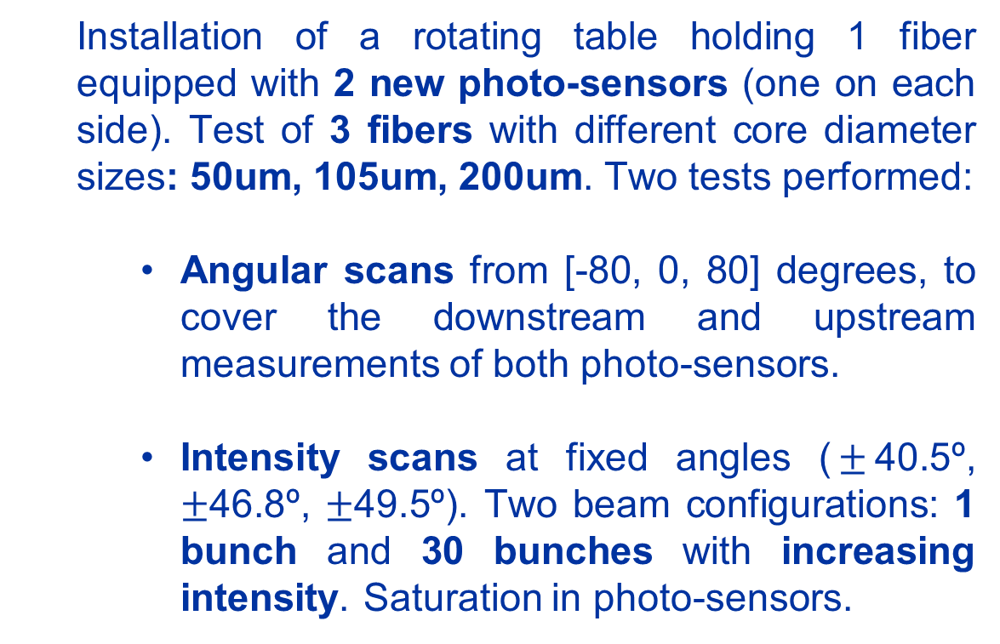 Installation of a rotating table holding 1 fiber
equipped with 2 new photo-sensors (one on each
side). Test of 3 fibers with different core diameter
sizes: 50um, 105um, 200um. Two tests performed:
• Angular scans from [-80, 0, 80] degrees, to
cover the downstream and upstream
measurements of both photo-sensors.
• Intensity scans at fixed angles (±40.5º,
±46.8º, ±49.5º). Two beam configurations: 1
bunch and 30 bunches with increasing
intensity. Saturation in photo-sensors.